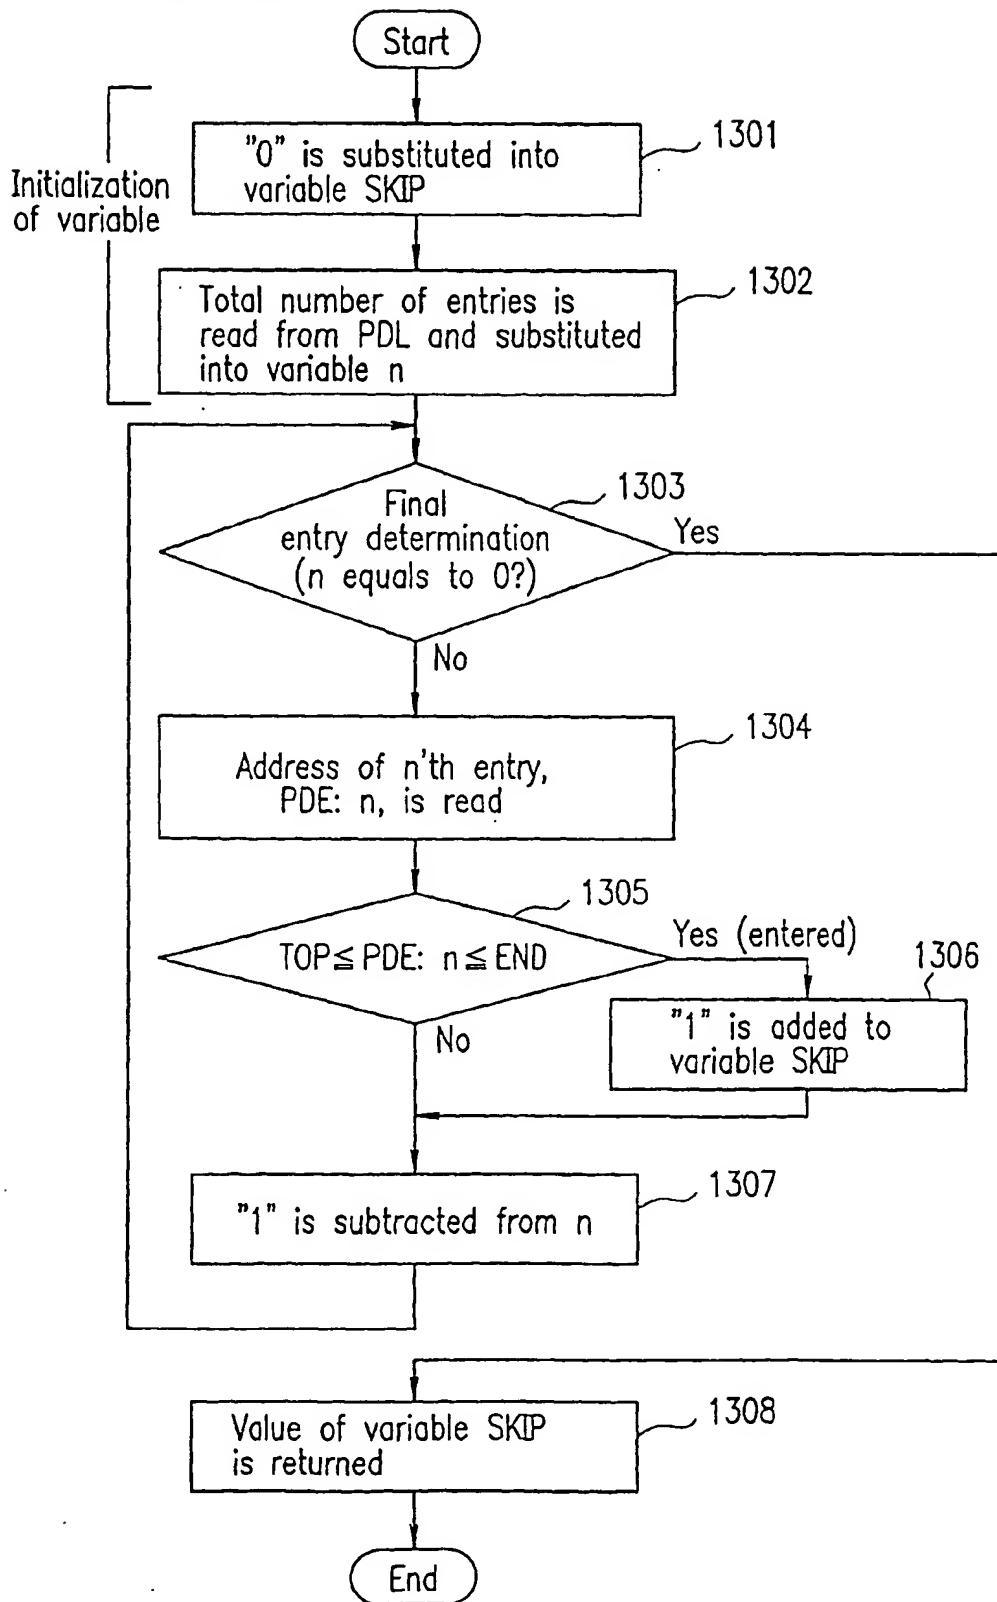 Start
"0" is substituted into
variable SKIP
1301
Initialization
of variable
Total number of entries is
read from PDL and substituted
into variable n
1302
Final
entry determination
(n equals to 0?)
1303
Yes
No
Address of n'th entry,
PDE: n, is read
1304
TOP≦PDE: n≦END
1305
Yes (entered)
No
"1" is added to
variable SKIP
1306
"1" is subtracted from n
1307
Value of variable SKIP
is returned
1308
End